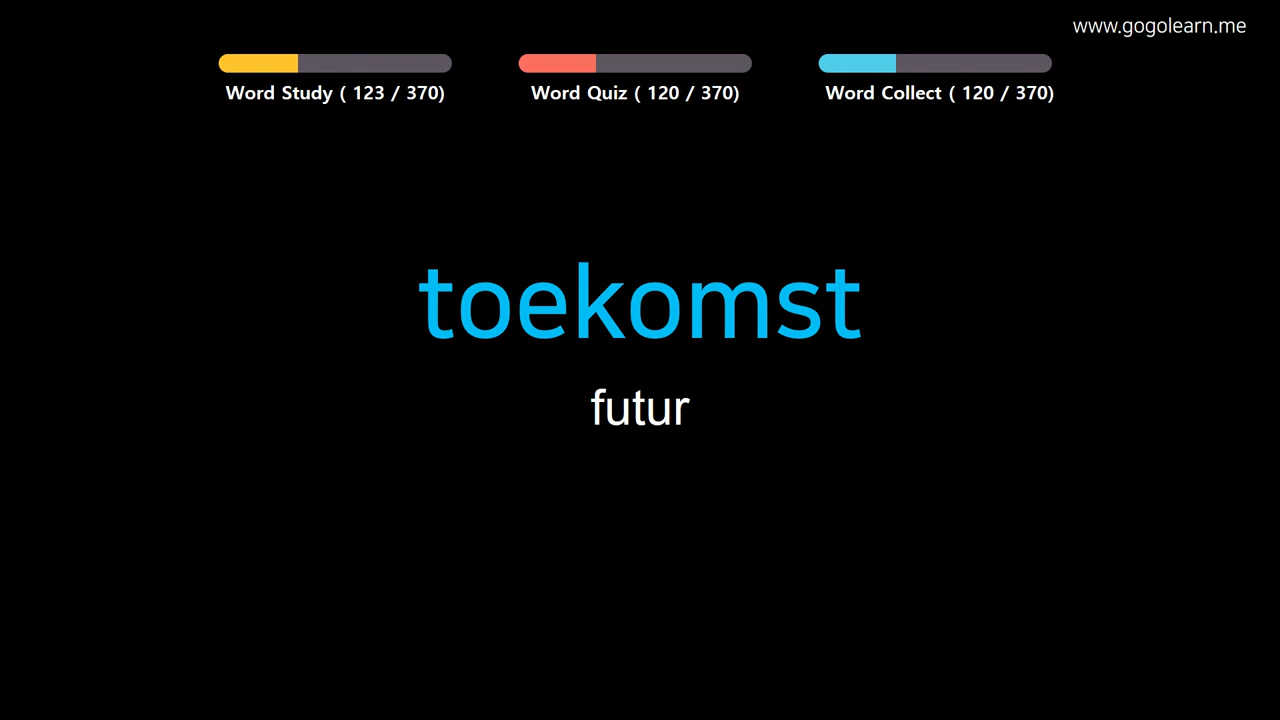 www.gogolearn.me
Word Study ( 123 / 370)
Word Quiz ( 120 / 370)
Word Collect ( 120 / 370)
toekomst
futur